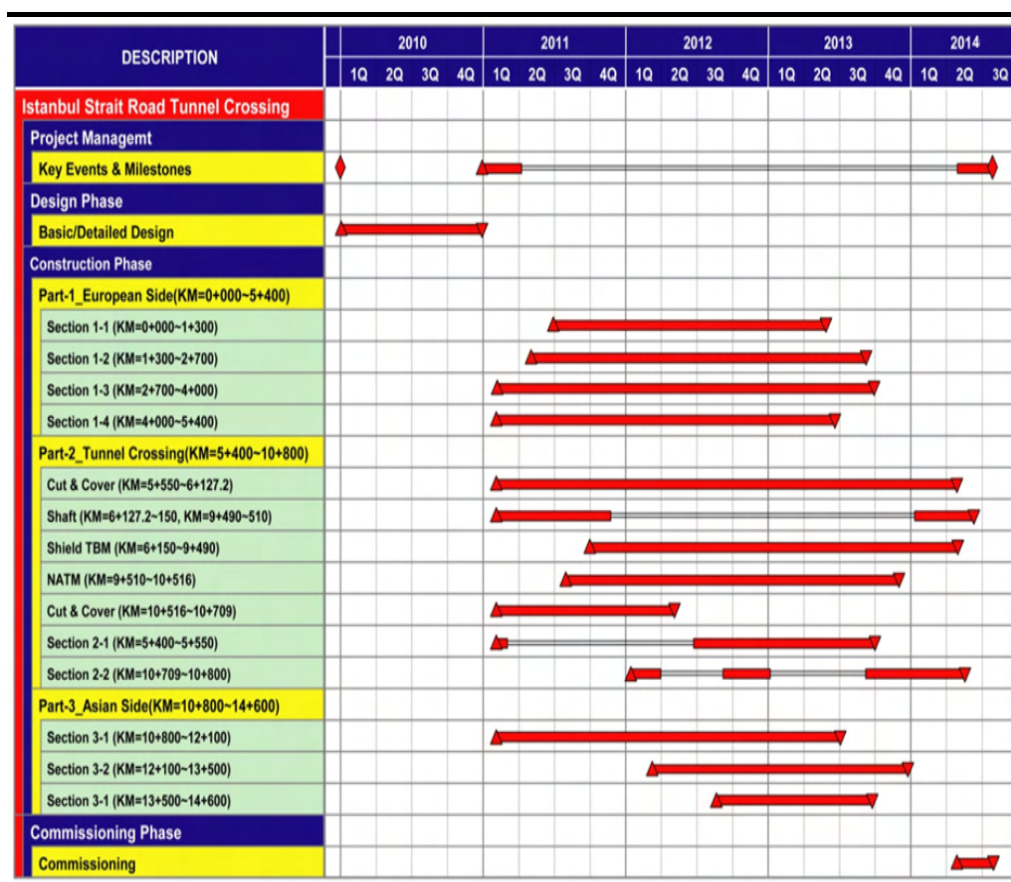 DESCRIPTION
2010 2011 2012 2013 2014
1Q 2Q 3Q 4Q 1Q 2Q 3Q 4Q 1Q 2Q 3Q 4Q 1Q 2Q 3Q 4Q 1Q 2Q 3Q
Istanbul Strait Road Tunnel Crossing
Project Managemt
Key Events & Milestones
Design Phase
Basic/Detailed Design
Construction Phase
Part-1_European Side(KM=0+000~5+400)
Section 1-1 (KM=0+000~1+300)
Section 1-2 (KM=1+300~2+700)
Section 1-3 (KM=2+700~4+000)
Section 1-4 (KM=4+000~5+400)
Part-2_Tunnel Crossing(KM=5+400~10+800)
Cut & Cover (KM=5+550~6+127.2)
Shaft (KM=6+127.2~150, KM=9+490~510)
Shield TBM (KM=6+150~9+490)
NATM (KM=9+510~10+516)
Cut & Cover (KM=10+516~10+709)
Section 2-1 (KM=5+400~5+550)
Section 2-2 (KM=10+709~10+800)
Part-3_Asian Side(KM=10+800~14+600)
Section 3-1 (KM=10+800~12+100)
Section 3-2 (KM=12+100~13+500)
Section 3-1 (KM=13+500~14+600)
Commissioning Phase
Commissioning